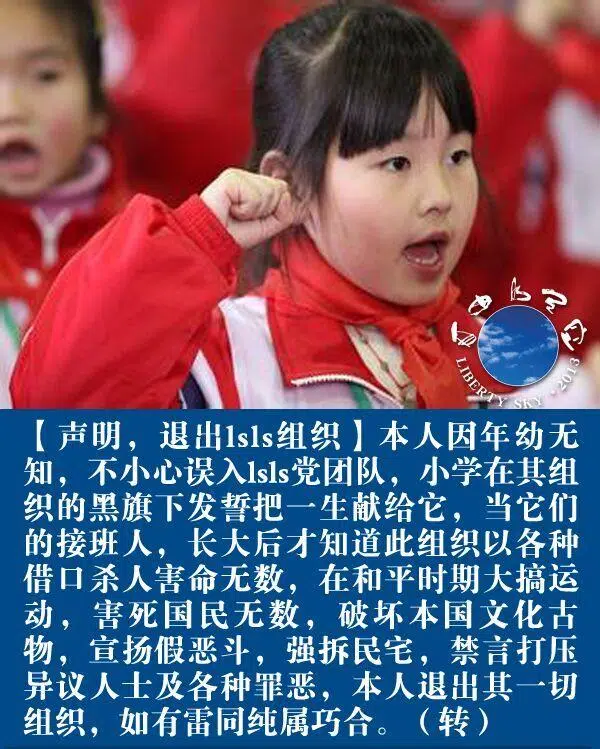 LIBERTY SKY · 2013
【声明，退出lsls组织】本人因年幼无
知，不小心误入lsls党团队，小学在其组
织的黑旗下发誓把一生献给它，当它们
的接班人，长大后才知道此组织以各种
借口杀人害命无数，在和平时期大搞运
动，害死国民无数，破坏本国文化古
物，宣扬假恶斗，强拆民宅，禁言打压
异议人士及各种罪恶，本人退出其一切
组织，如有雷同纯属巧合。（转）